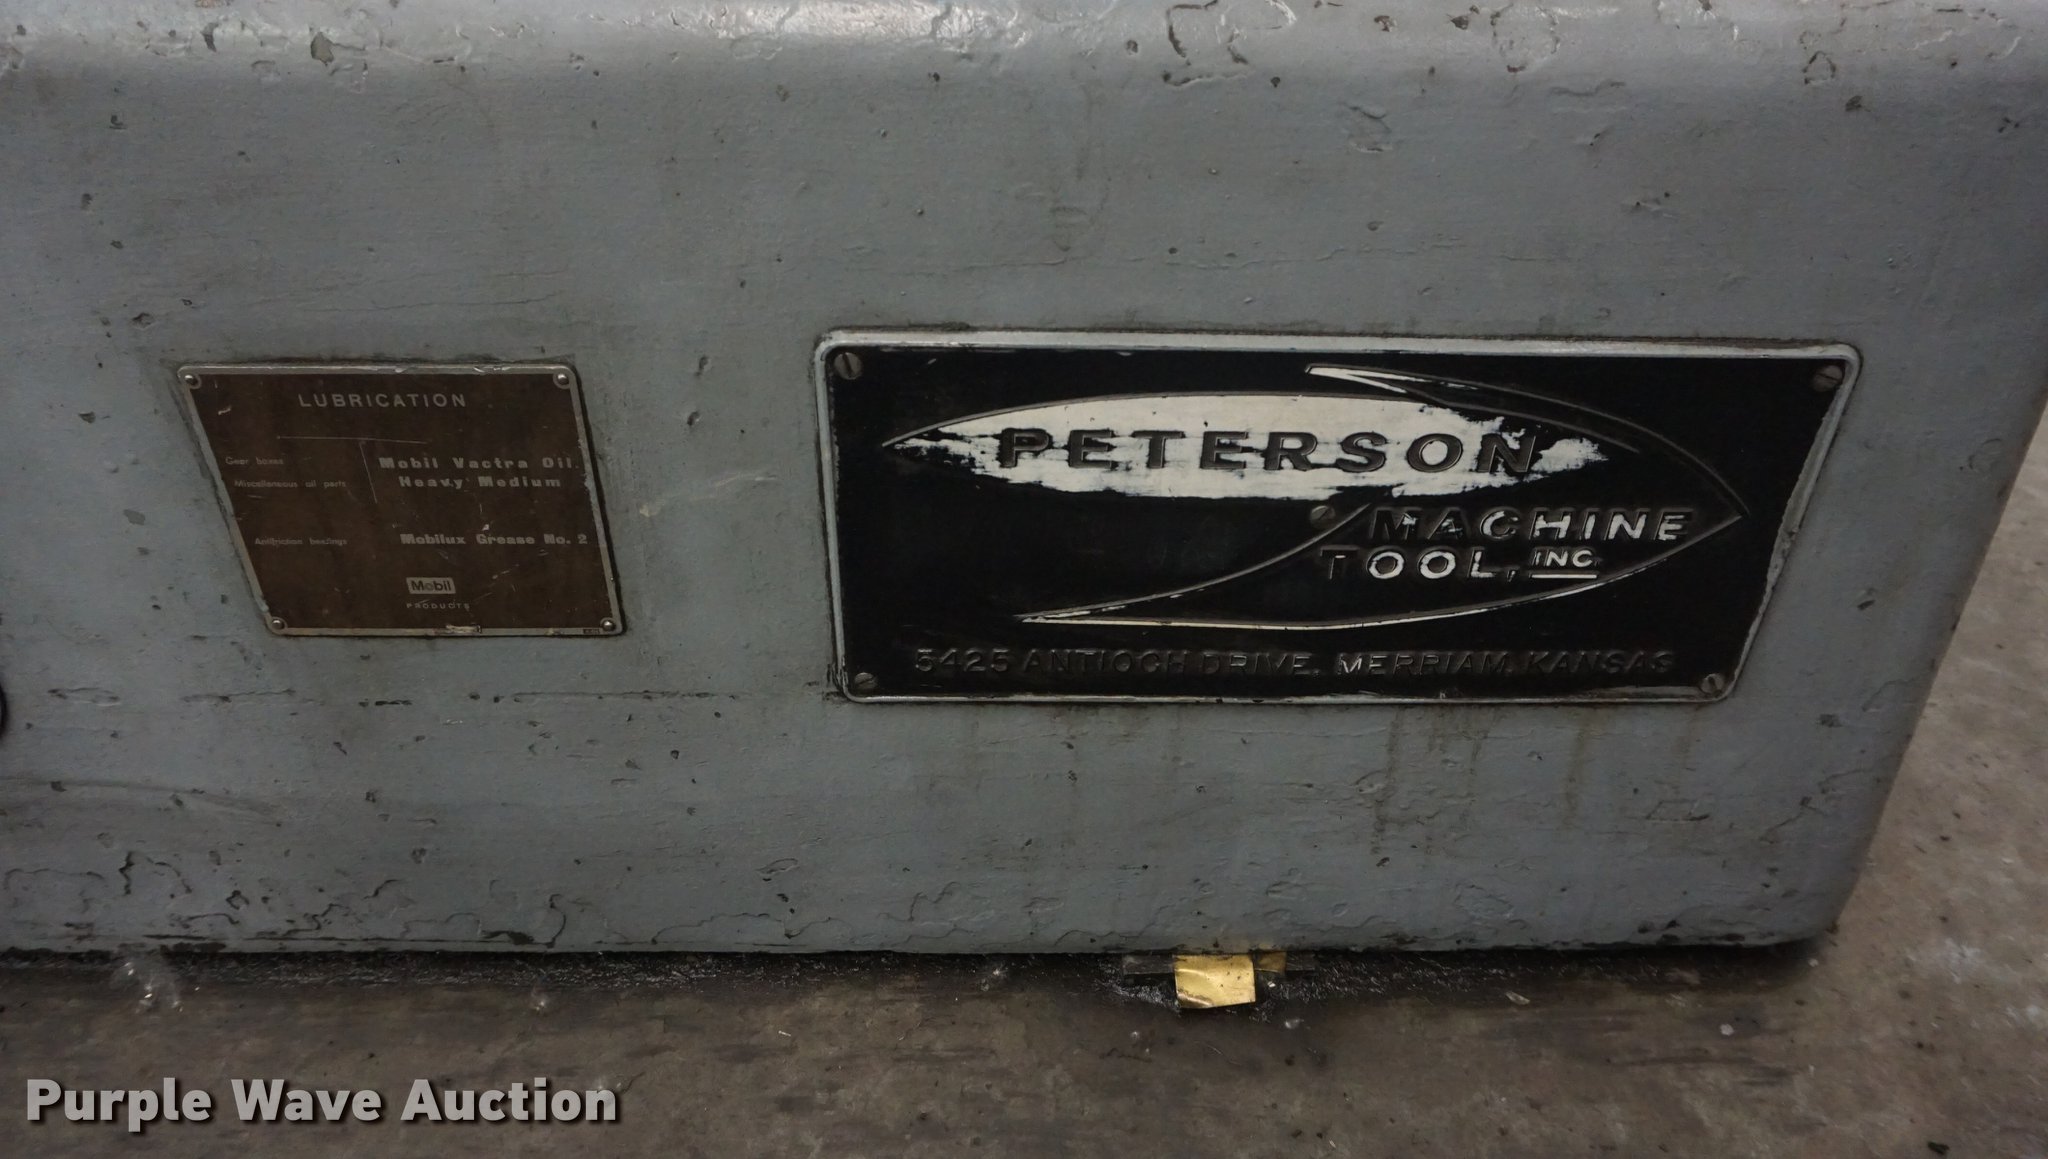 LUBRICATION
Gear boxes Mobil Vactra Oil
Miscellaneous oil parts Heavy Medium
Antifriction bearings Mobilux Grease No. 2
Mobil
PRODUCTS
PETERSON
MACHINE
TOOL, INC.
5425 ANTIOCH DRIVE, MERRIAM, KANSAS
Purple Wave Auction